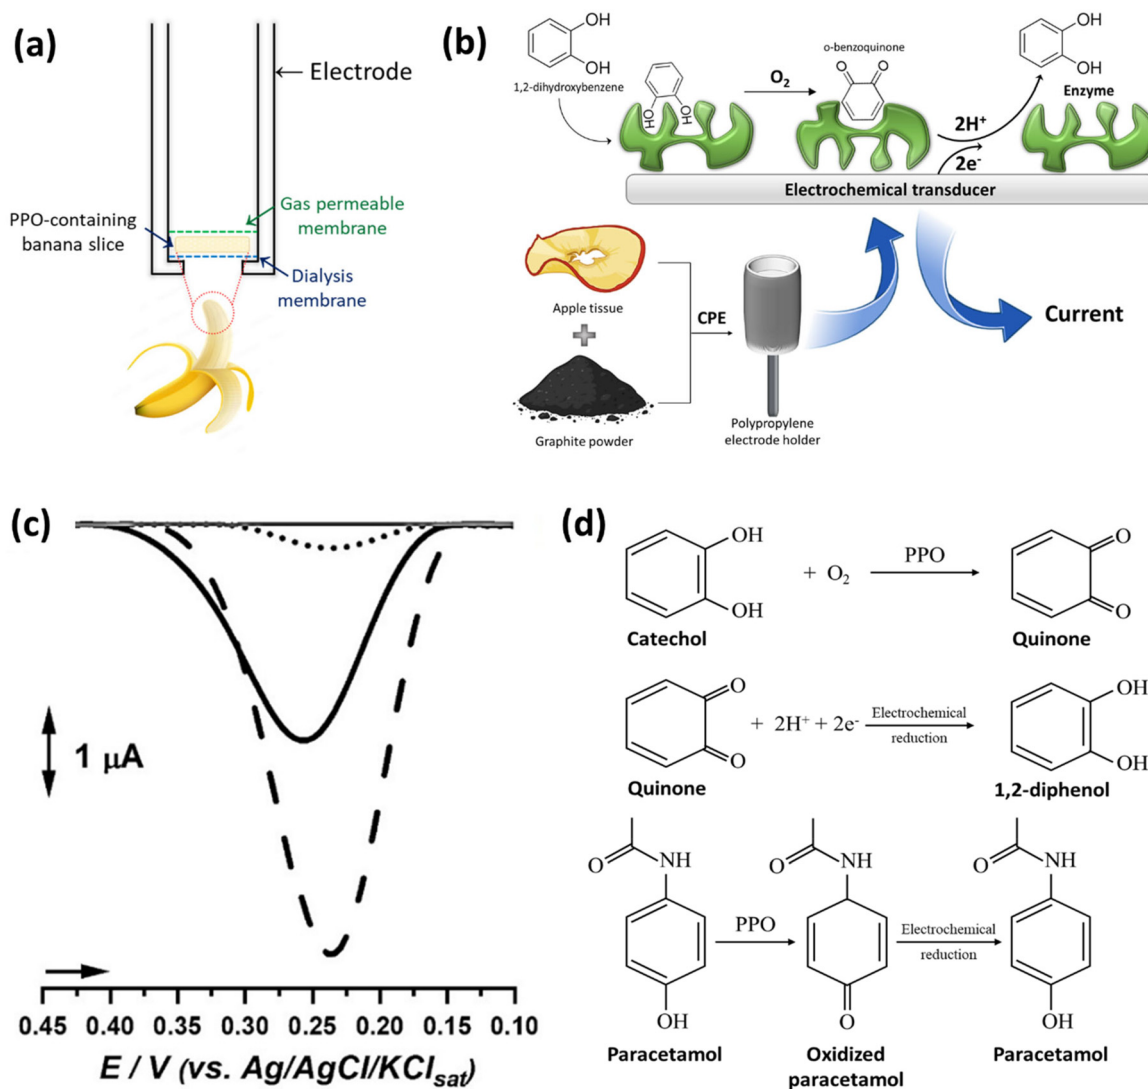 (a)
Electrode
PPO-containing
banana slice
Gas permeable
membrane
Dialysis
membrane
(b)
OH
OH
1,2-dihydroxybenzene
HO
HO
O₂
o-benzoquinone
O
O
OH
OH
Enzyme
2H⁺
2e⁻
Electrochemical transducer
Apple tissue
CPE
Graphite powder
Polypropylene
electrode holder
Current
(c)
1 μA
0.45 0.40 0.35 0.30 0.25 0.20 0.15 0.10
E / V (vs. Ag/AgCl/KCl_sat)
(d)
OH
OH
Catechol
+ O₂
PPO
O
O
Quinone
O
O
Quinone
+ 2H⁺ + 2e⁻
Electrochemical
reduction
OH
OH
1,2-diphenol
O
NH
OH
Paracetamol
PPO
O
NH
O
Oxidized
paracetamol
Electrochemical
reduction
O
NH
OH
Paracetamol